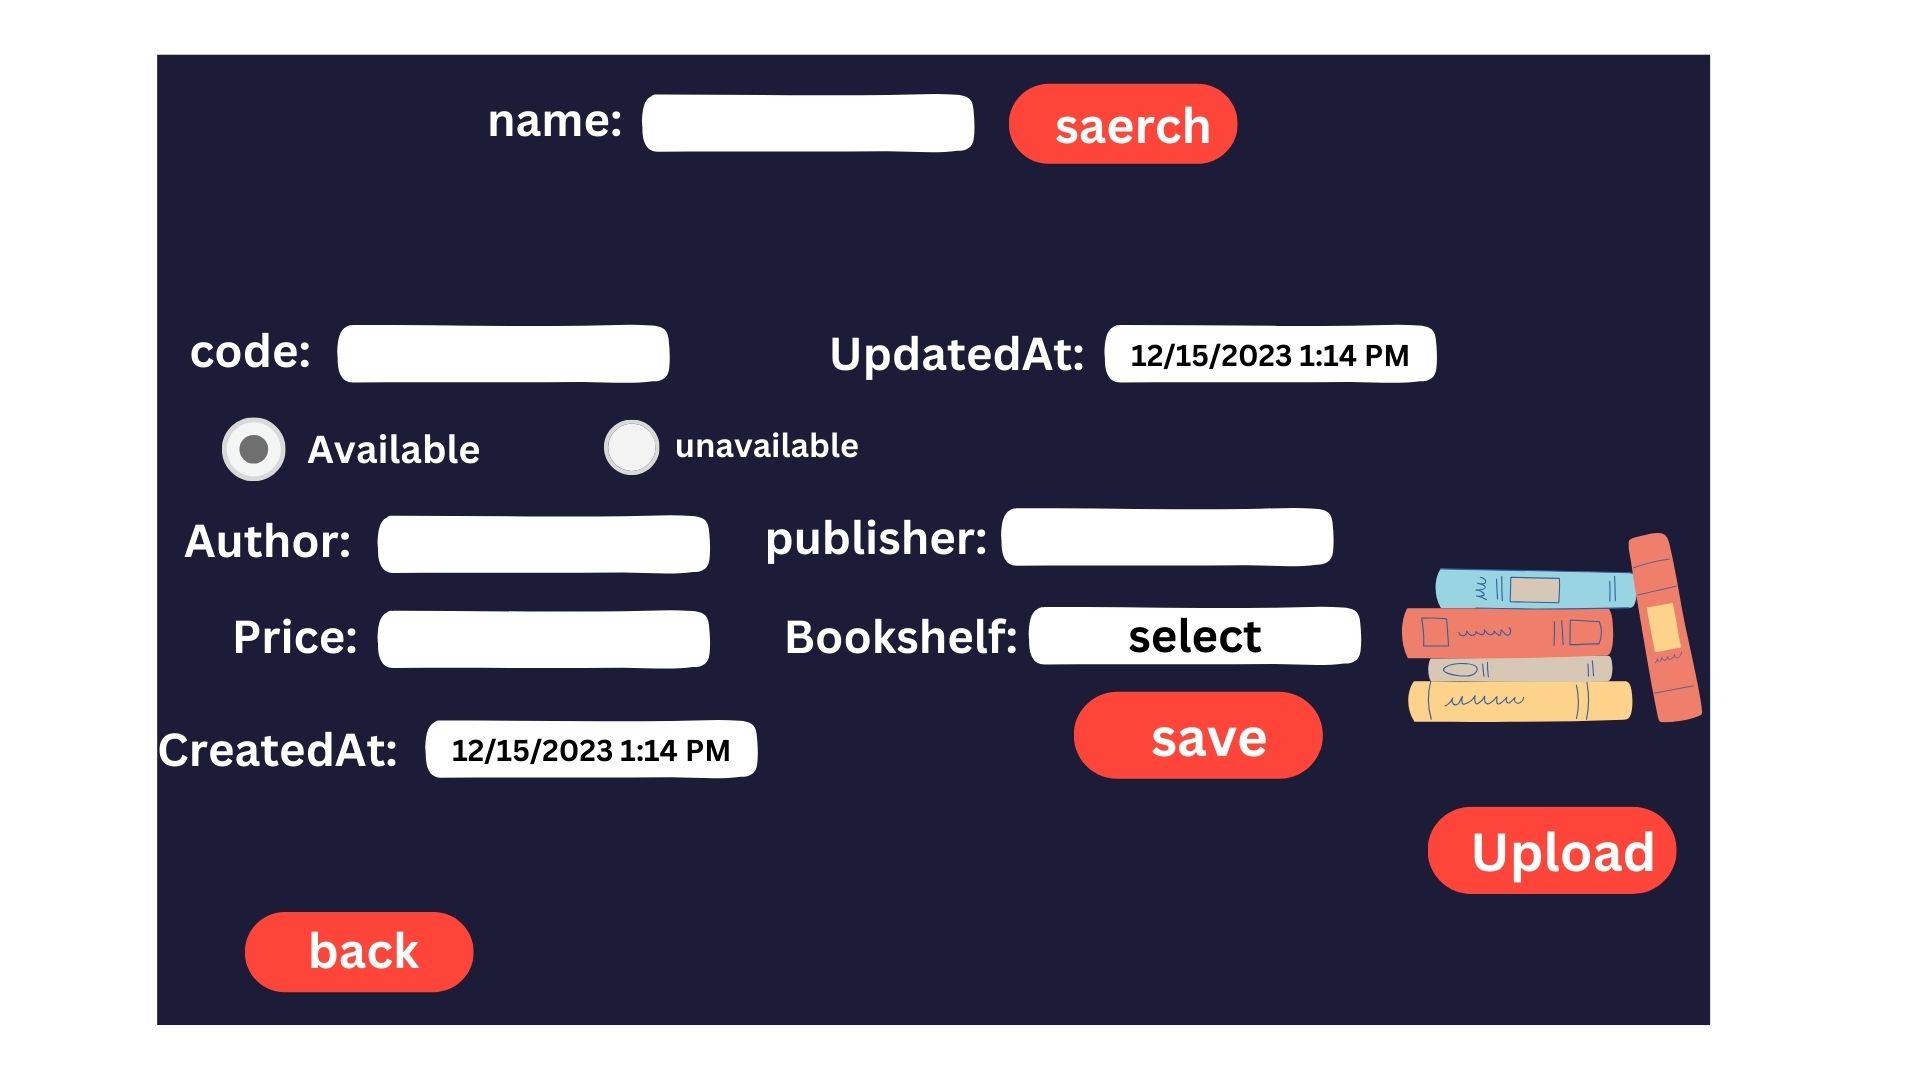 name: saerch
code: UpdatedAt: 12/15/2023 1:14 PM
Available unavailable
Author: publisher:
Price: Bookshelf: select
CreatedAt: 12/15/2023 1:14 PM save
Upload
back